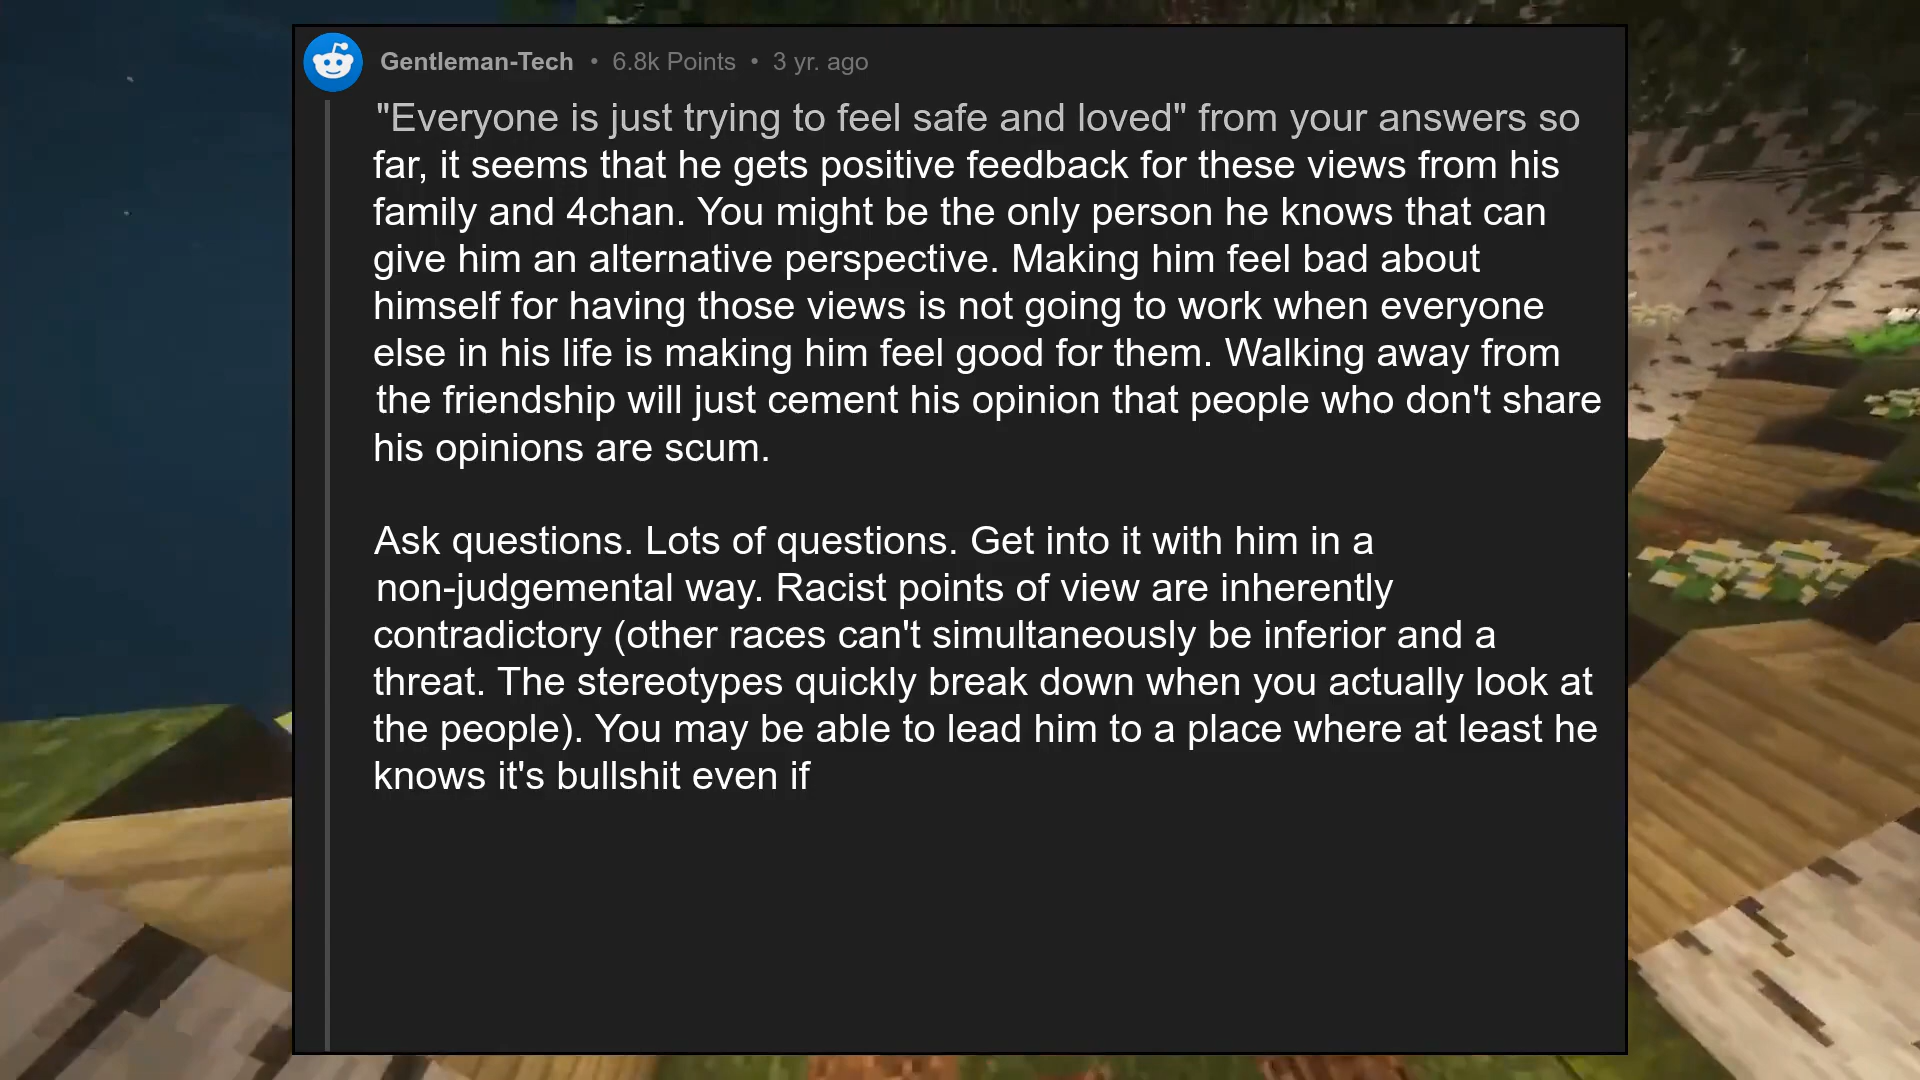 Gentleman-Tech • 6.8k Points • 3 yr. ago
"Everyone is just trying to feel safe and loved" from your answers so
far, it seems that he gets positive feedback for these views from his
family and 4chan. You might be the only person he knows that can
give him an alternative perspective. Making him feel bad about
himself for having those views is not going to work when everyone
else in his life is making him feel good for them. Walking away from
the friendship will just cement his opinion that people who don't share
his opinions are scum.
Ask questions. Lots of questions. Get into it with him in a
non-judgemental way. Racist points of view are inherently
contradictory (other races can't simultaneously be inferior and a
threat. The stereotypes quickly break down when you actually look at
the people). You may be able to lead him to a place where at least he
knows it's bullshit even if